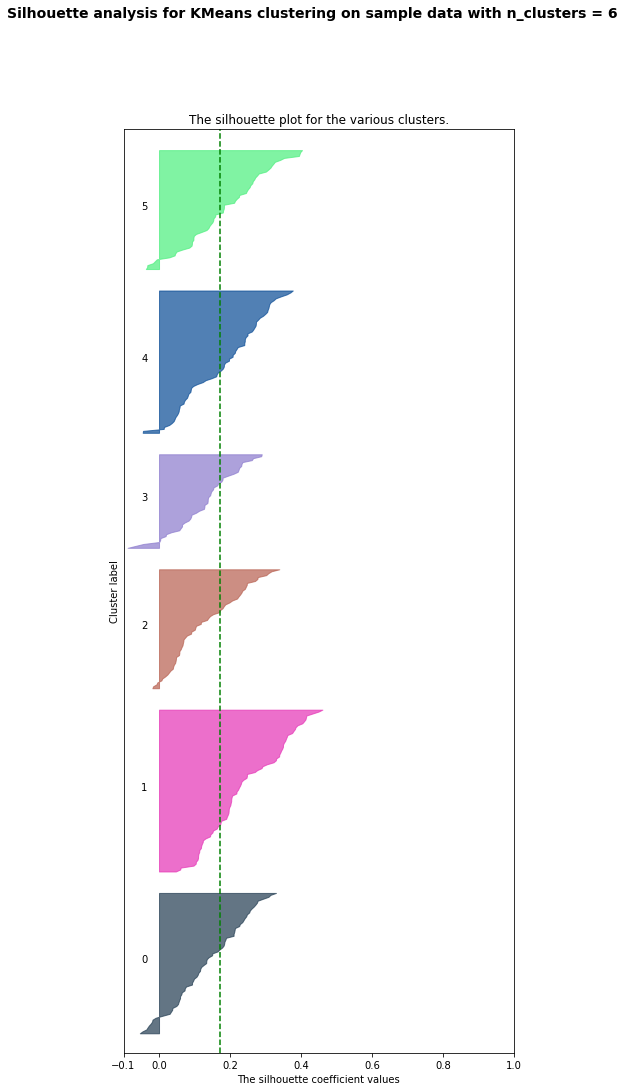 Silhouette analysis for KMeans clustering on sample data with n_clusters = 6
The silhouette plot for the various clusters.
5
4
3
2
1
0
Cluster label
−0.1 0.0 0.2 0.4 0.6 0.8 1.0
The silhouette coefficient values